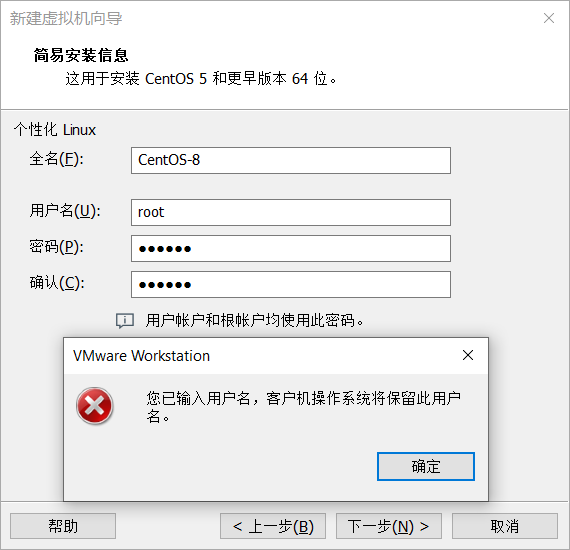 新建虚拟机向导
简易安装信息
这用于安装 CentOS 5 和更早版本 64 位。
个性化 Linux
全名(F):
CentOS-8
用户名(U):
root
密码(P):
●●●●●●
确认(C):
●●●●●●
用户帐户和根帐户均使用此密码。
VMware Workstation
您已输入用户名，客户机操作系统将保留此用户
名。
确定
帮助
< 上一步(B)
下一步(N) >
取消